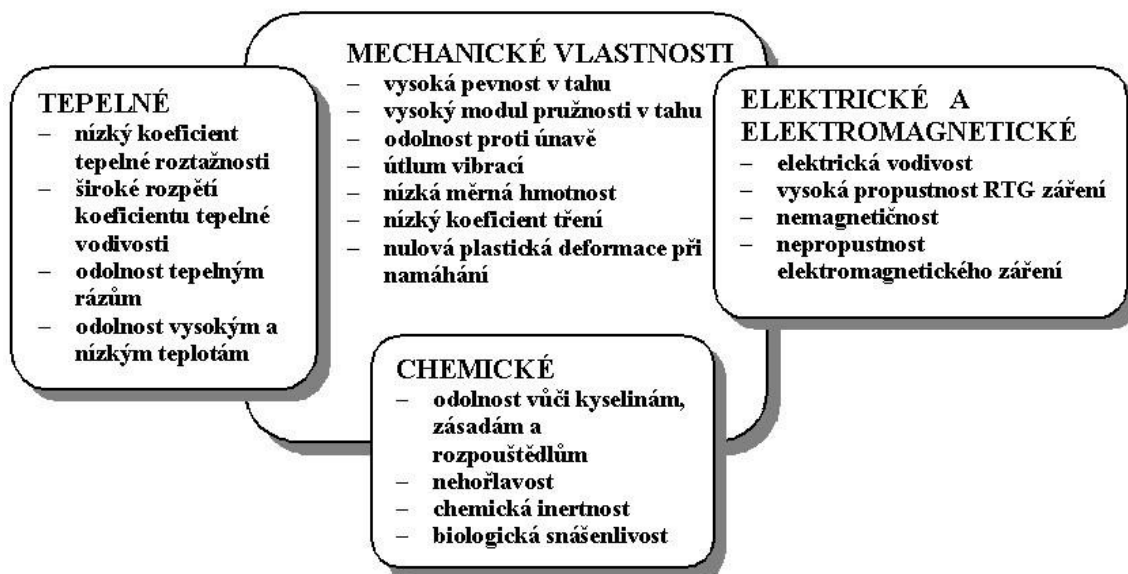 MECHANICKÉ VLASTNOSTI
– vysoká pevnost v tahu
– vysoký modul pružnosti v tahu
– odolnost proti únavě
– útlum vibrací
– nízká měrná hmotnost
– nízký koeficient tření
– nulová plastická deformace při
namáhání
TEPELNÉ
– nízký koeficient
tepelné roztažnosti
– široké rozpětí
koeficientu tepelné
vodivosti
– odolnost tepelným
rázům
– odolnost vysokým a
nízkým teplotám
ELEKTRICKÉ A
ELEKTROMAGNETICKÉ
– elektrická vodivost
– vysoká propustnost RTG záření
– nemagnetičnost
– nepropustnost
elektromagnetického záření
CHEMICKÉ
– odolnost vůči kyselinám,
zásadám a
rozpouštědlům
– nehořlavost
– chemická inertnost
– biologická snášenlivost